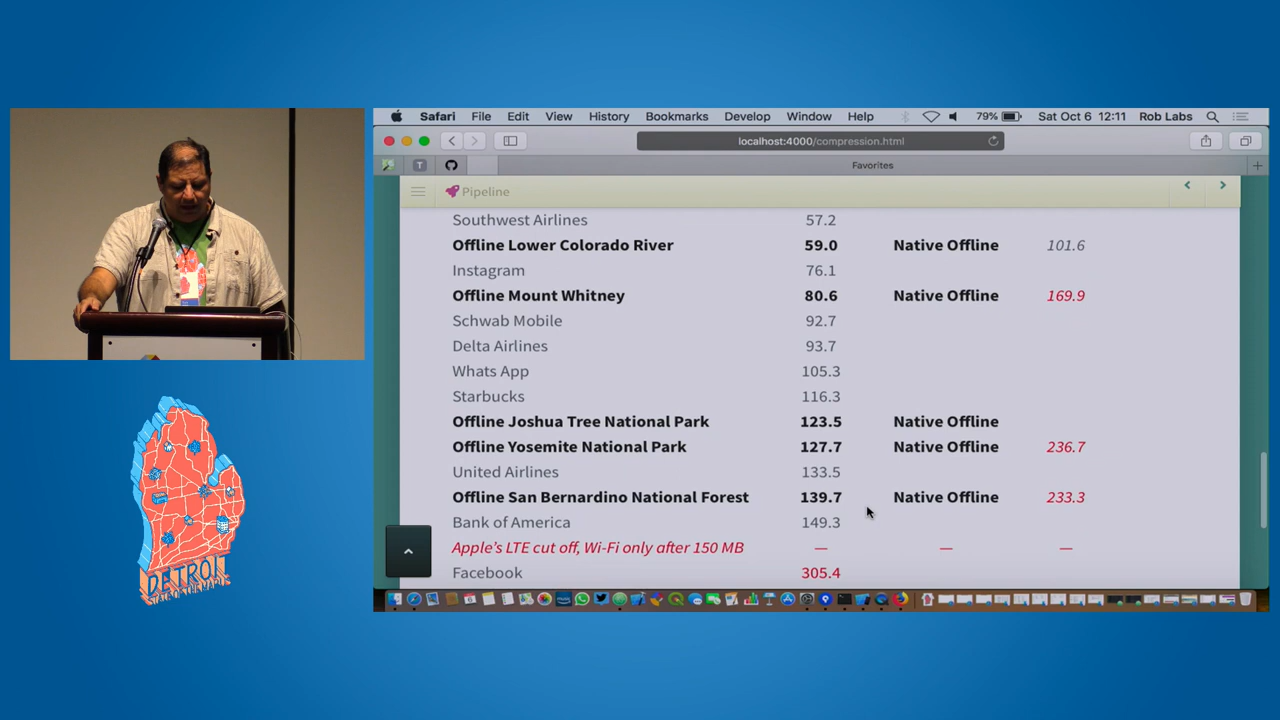 Safari File Edit View History Bookmarks Develop Window Help 79% Sat Oct 6 12:11 Rob Labs
localhost:4000/compression.html
T Favorites
Pipeline
Southwest Airlines 57.2
Offline Lower Colorado River 59.0 Native Offline 101.6
Instagram 76.1
Offline Mount Whitney 80.6 Native Offline 169.9
Schwab Mobile 92.7
Delta Airlines 93.7
Whats App 105.3
Starbucks 116.3
Offline Joshua Tree National Park 123.5 Native Offline
Offline Yosemite National Park 127.7 Native Offline 236.7
United Airlines 133.5
Offline San Bernardino National Forest 139.7 Native Offline 233.3
Bank of America 149.3
Apple's LTE cut off, Wi-Fi only after 150 MB — — —
Facebook 305.4
DETROIT